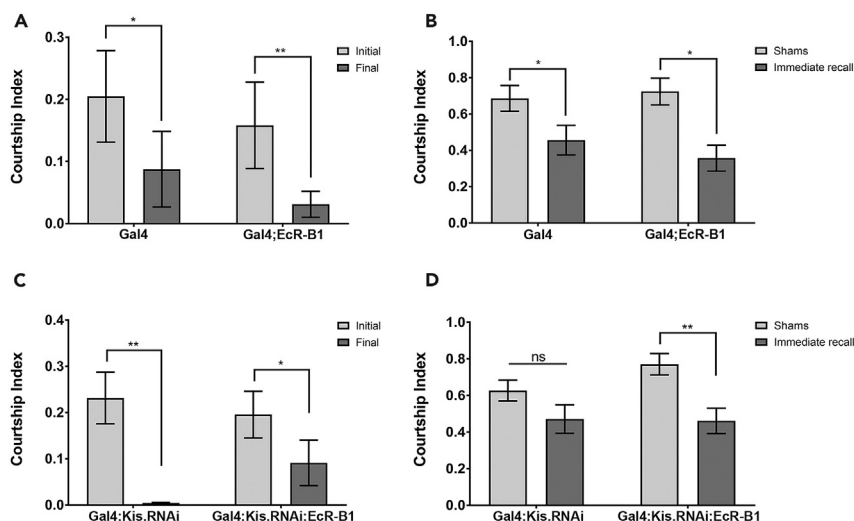 A
Courtship Index
0.3
0.2
0.1
0.0
*
**
Initial
Final
Gal4
Gal4;EcR-B1
B
Courtship Index
1.0
0.8
0.6
0.4
0.2
0.0
*
*
Shams
Immediate recall
Gal4
Gal4;EcR-B1
C
Courtship Index
0.4
0.3
0.2
0.1
0.0
**
*
Initial
Final
Gal4;Kis.RNAi
Gal4;Kis.RNAi;EcR-B1
D
Courtship Index
1.0
0.8
0.6
0.4
0.2
0.0
ns
**
Shams
Immediate recall
Gal4;Kis.RNAi
Gal4;Kis.RNAi;EcR-B1